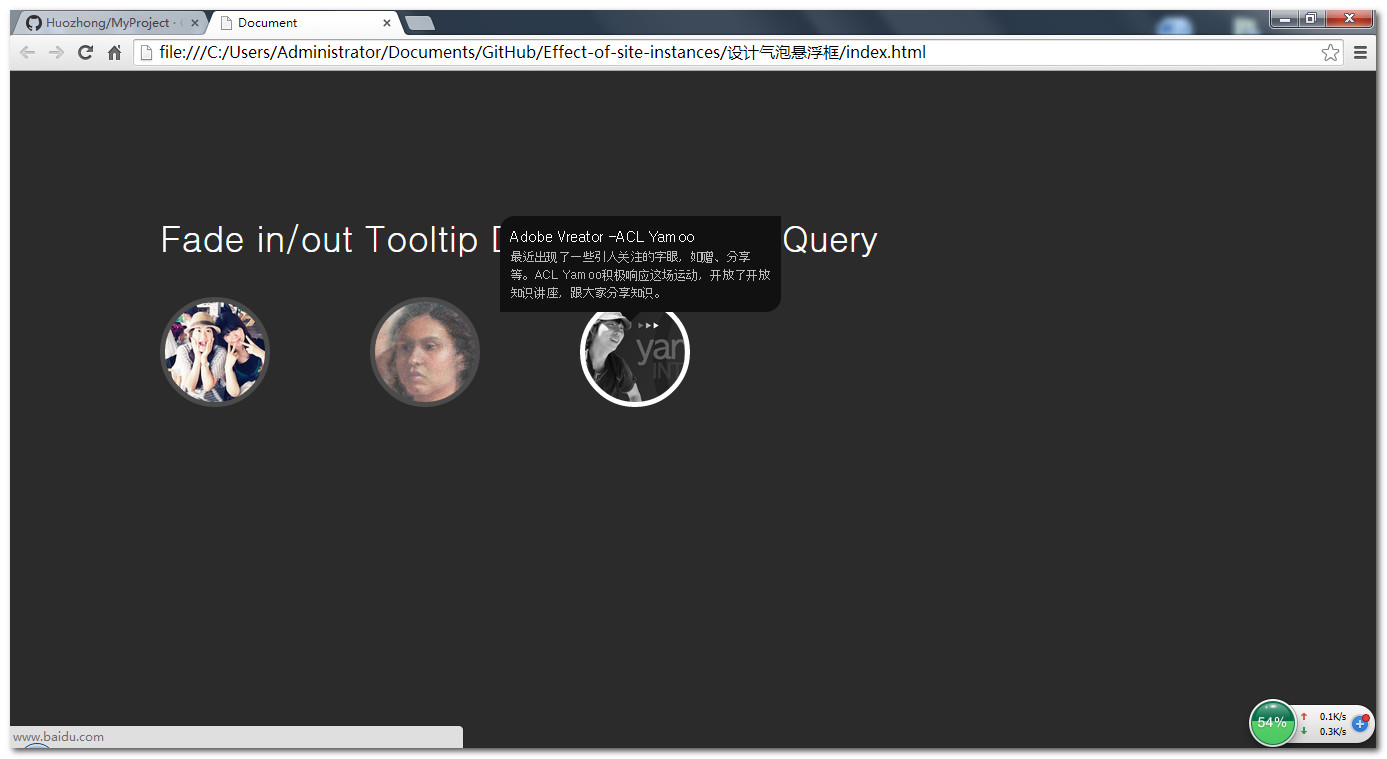 Huozhong/MyProject ·
Document
file:///C:/Users/Administrator/Documents/GitHub/Effect-of-site-instances/设计气泡悬浮框/index.html
Fade in/out Tooltip D Query
Adobe Vreator -ACL Yamoo
最近出现了一些引人关注的字眼，如赠、分享
等。ACL Yamoo积极响应这场运动，开放了开放
知识讲座，跟大家分享知识。
yar
INT
54%
0.1K/s
0.3K/s
www.baidu.com